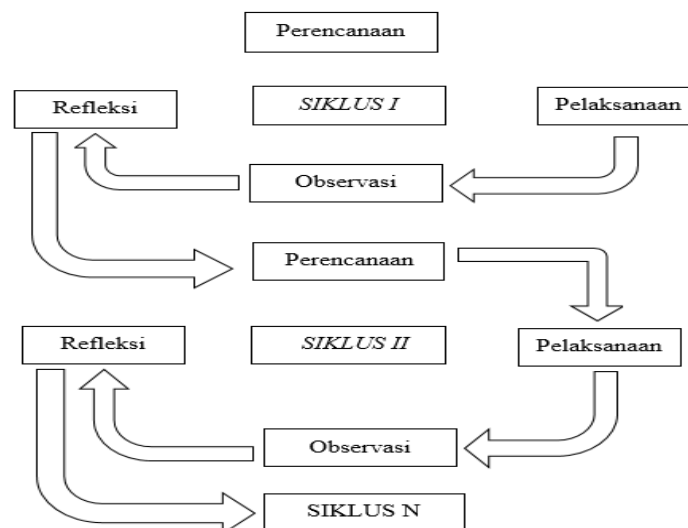 Perencanaan
Refleksi
SIKLUS I
Pelaksanaan
Observasi
Perencanaan
Refleksi
SIKLUS II
Pelaksanaan
Observasi
SIKLUS N